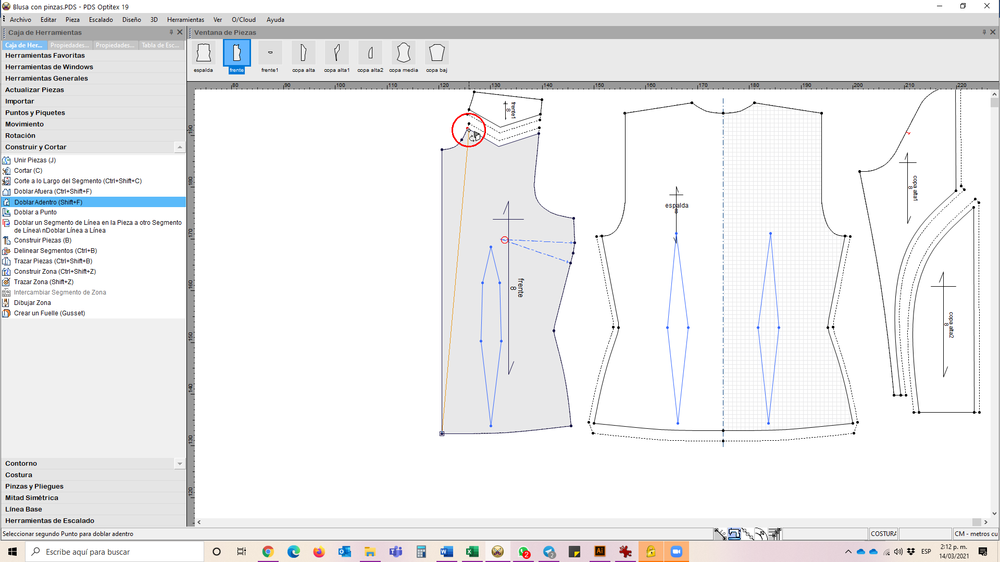 Blusa con pinzas.PDS - PDS Optitex 19
Archivo Editar Pieza Escalado Diseño 3D Herramientas Ver O/Cloud Ayuda
Caja de Herramientas
Ventana de Piezas
Caja de Her... Propiedades... Propiedades... Tabla de Esc...
Herramientas Favoritas
Herramientas de Windows
Herramientas Generales
Actualizar Piezas
Importar
Puntos y Piquetes
Movimiento
Rotación
Construir y Cortar
Unir Piezas (J)
Cortar (C)
Corte a lo Largo del Segmento (Ctrl+Shift+C)
Doblar Afuera (Ctrl+Shift+F)
Doblar Adentro (Shift+F)
Doblar a Punto
Doblar un Segmento de Línea en la Pieza a otro Segmento
de Línea\ nDoblar Línea a Línea
Construir Piezas (B)
Delinear Segmentos (Ctrl+B)
Trazar Piezas (Ctrl+Shift+B)
Construir Zona (Ctrl+Shift+Z)
Trazar Zona (Shift+Z)
Intercambiar Segmento de Zona
Dibujar Zona
Crear un Fuelle (Gusset)
Contorno
Costura
Pinzas y Pliegues
Mitad Simétrica
Línea Base
Herramientas de Escalado
espalda frente frente1 copa alta copa alta1 copa alta2 copa media copa baj
80 90 100 110 120 130 140 150 160 170 180 190 200 210 220
190
180
170
160
150
140
130
120
frente1
8
frente
8
espalda
8
copa alta1
8
copa alta2
8
Seleccionar segundo Punto para doblar adentro
COSTURA
CM - metros cu
Escribe aquí para buscar
2
2
ESP
2:12 p. m.
14/03/2021